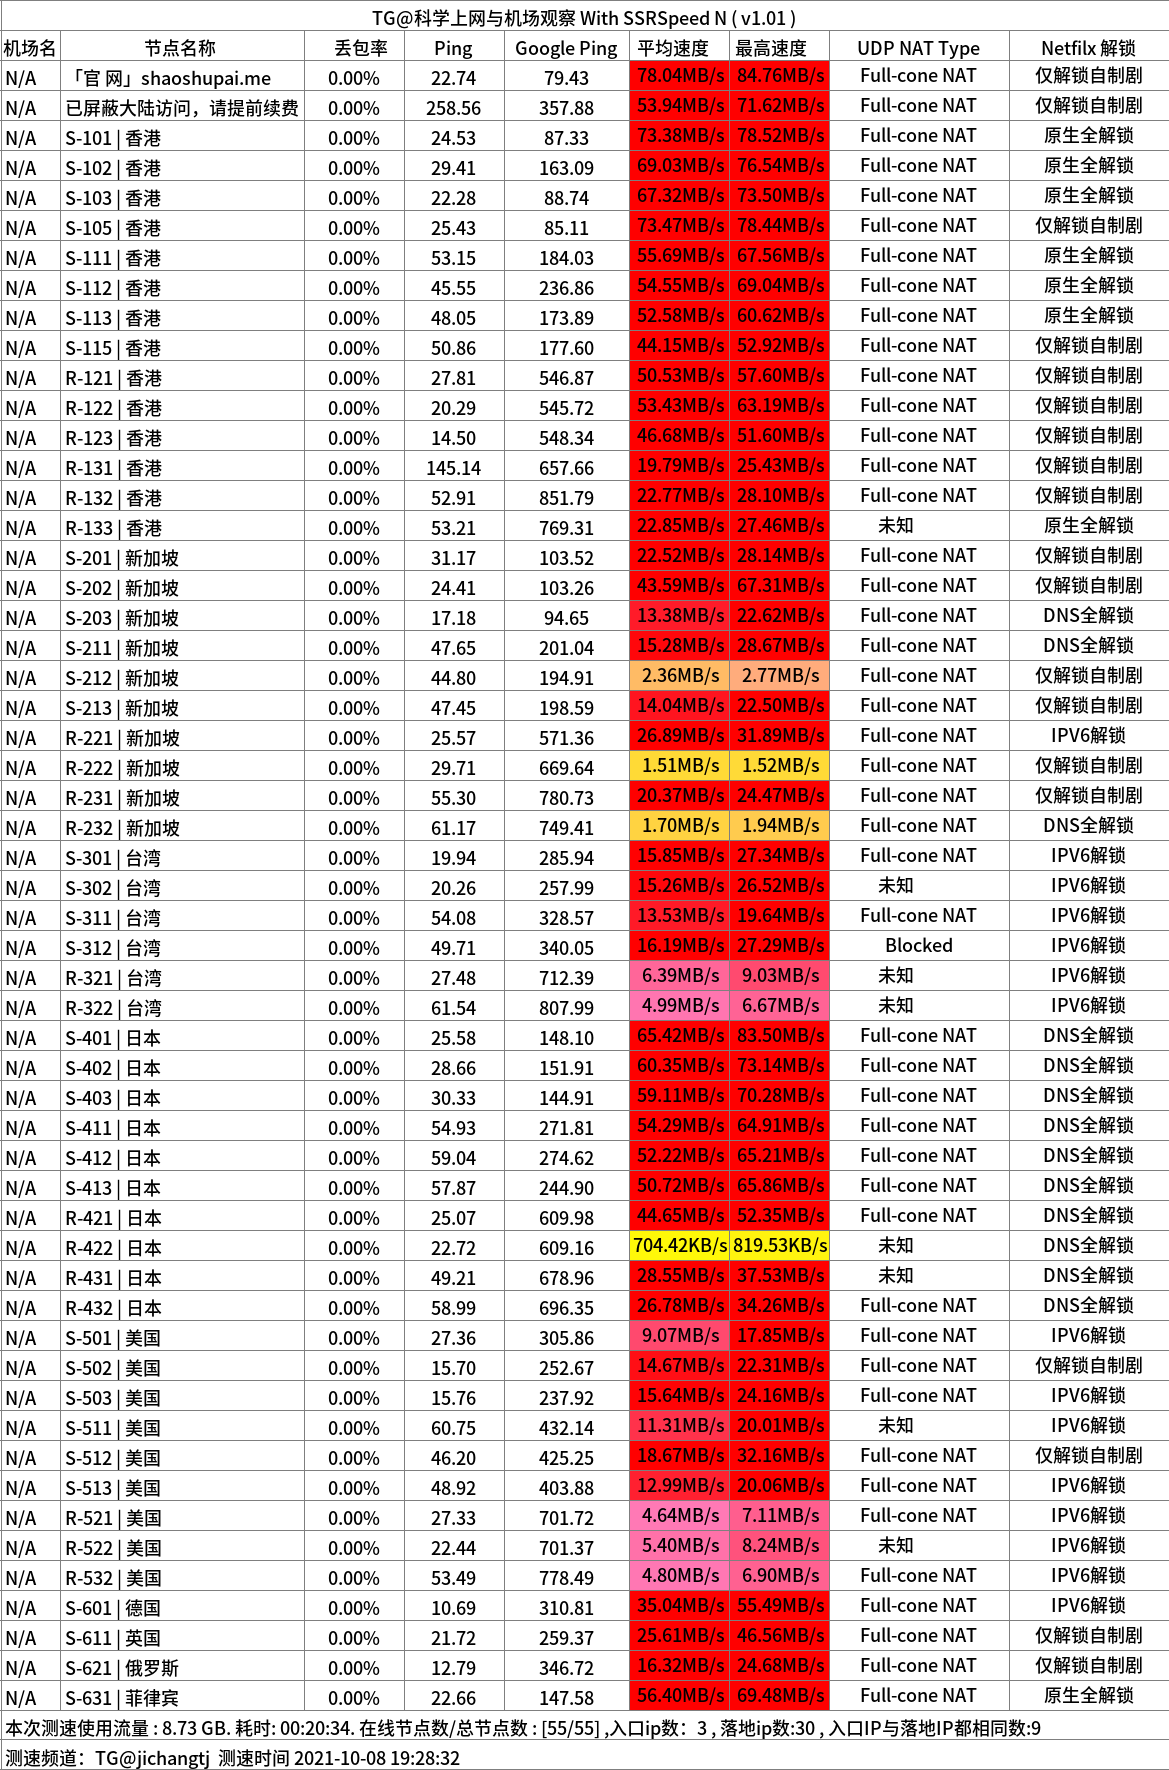 TG@科学上网与机场观察 With SSRSpeed N ( v1.01 )
机场名 节点名称 丢包率 Ping Google Ping 平均速度 最高速度 UDP NAT Type Netfilx 解锁
N/A 「官 网」shaoshupai.me 0.00% 22.74 79.43 78.04MB/s 84.76MB/s Full-cone NAT 仅解锁自制剧
N/A 已屏蔽大陆访问，请提前续费 0.00% 258.56 357.88 53.94MB/s 71.62MB/s Full-cone NAT 仅解锁自制剧
N/A S-101 | 香港 0.00% 24.53 87.33 73.38MB/s 78.52MB/s Full-cone NAT 原生全解锁
N/A S-102 | 香港 0.00% 29.41 163.09 69.03MB/s 76.54MB/s Full-cone NAT 原生全解锁
N/A S-103 | 香港 0.00% 22.28 88.74 67.32MB/s 73.50MB/s Full-cone NAT 原生全解锁
N/A S-105 | 香港 0.00% 25.43 85.11 73.47MB/s 78.44MB/s Full-cone NAT 仅解锁自制剧
N/A S-111 | 香港 0.00% 53.15 184.03 55.69MB/s 67.56MB/s Full-cone NAT 原生全解锁
N/A S-112 | 香港 0.00% 45.55 236.86 54.55MB/s 69.04MB/s Full-cone NAT 原生全解锁
N/A S-113 | 香港 0.00% 48.05 173.89 52.58MB/s 60.62MB/s Full-cone NAT 原生全解锁
N/A S-115 | 香港 0.00% 50.86 177.60 44.15MB/s 52.92MB/s Full-cone NAT 仅解锁自制剧
N/A R-121 | 香港 0.00% 27.81 546.87 50.53MB/s 57.60MB/s Full-cone NAT 仅解锁自制剧
N/A R-122 | 香港 0.00% 20.29 545.72 53.43MB/s 63.19MB/s Full-cone NAT 仅解锁自制剧
N/A R-123 | 香港 0.00% 14.50 548.34 46.68MB/s 51.60MB/s Full-cone NAT 仅解锁自制剧
N/A R-131 | 香港 0.00% 145.14 657.66 19.79MB/s 25.43MB/s Full-cone NAT 仅解锁自制剧
N/A R-132 | 香港 0.00% 52.91 851.79 22.77MB/s 28.10MB/s Full-cone NAT 仅解锁自制剧
N/A R-133 | 香港 0.00% 53.21 769.31 22.85MB/s 27.46MB/s 未知 原生全解锁
N/A S-201 | 新加坡 0.00% 31.17 103.52 22.52MB/s 28.14MB/s Full-cone NAT 仅解锁自制剧
N/A S-202 | 新加坡 0.00% 24.41 103.26 43.59MB/s 67.31MB/s Full-cone NAT 仅解锁自制剧
N/A S-203 | 新加坡 0.00% 17.18 94.65 13.38MB/s 22.62MB/s Full-cone NAT DNS全解锁
N/A S-211 | 新加坡 0.00% 47.65 201.04 15.28MB/s 28.67MB/s Full-cone NAT DNS全解锁
N/A S-212 | 新加坡 0.00% 44.80 194.91 2.36MB/s 2.77MB/s Full-cone NAT 仅解锁自制剧
N/A S-213 | 新加坡 0.00% 47.45 198.59 14.04MB/s 22.50MB/s Full-cone NAT 仅解锁自制剧
N/A R-221 | 新加坡 0.00% 25.57 571.36 26.89MB/s 31.89MB/s Full-cone NAT IPV6解锁
N/A R-222 | 新加坡 0.00% 29.71 669.64 1.51MB/s 1.52MB/s Full-cone NAT 仅解锁自制剧
N/A R-231 | 新加坡 0.00% 55.30 780.73 20.37MB/s 24.47MB/s Full-cone NAT 仅解锁自制剧
N/A R-232 | 新加坡 0.00% 61.17 749.41 1.70MB/s 1.94MB/s Full-cone NAT DNS全解锁
N/A S-301 | 台湾 0.00% 19.94 285.94 15.85MB/s 27.34MB/s Full-cone NAT IPV6解锁
N/A S-302 | 台湾 0.00% 20.26 257.99 15.26MB/s 26.52MB/s 未知 IPV6解锁
N/A S-311 | 台湾 0.00% 54.08 328.57 13.53MB/s 19.64MB/s Full-cone NAT IPV6解锁
N/A S-312 | 台湾 0.00% 49.71 340.05 16.19MB/s 27.29MB/s Blocked IPV6解锁
N/A R-321 | 台湾 0.00% 27.48 712.39 6.39MB/s 9.03MB/s 未知 IPV6解锁
N/A R-322 | 台湾 0.00% 61.54 807.99 4.99MB/s 6.67MB/s 未知 IPV6解锁
N/A S-401 | 日本 0.00% 25.58 148.10 65.42MB/s 83.50MB/s Full-cone NAT DNS全解锁
N/A S-402 | 日本 0.00% 28.66 151.91 60.35MB/s 73.14MB/s Full-cone NAT DNS全解锁
N/A S-403 | 日本 0.00% 30.33 144.91 59.11MB/s 70.28MB/s Full-cone NAT DNS全解锁
N/A S-411 | 日本 0.00% 54.93 271.81 54.29MB/s 64.91MB/s Full-cone NAT DNS全解锁
N/A S-412 | 日本 0.00% 59.04 274.62 52.22MB/s 65.21MB/s Full-cone NAT DNS全解锁
N/A S-413 | 日本 0.00% 57.87 244.90 50.72MB/s 65.86MB/s Full-cone NAT DNS全解锁
N/A R-421 | 日本 0.00% 25.07 609.98 44.65MB/s 52.35MB/s Full-cone NAT DNS全解锁
N/A R-422 | 日本 0.00% 22.72 609.16 704.42KB/s 819.53KB/s 未知 DNS全解锁
N/A R-431 | 日本 0.00% 49.21 678.96 28.55MB/s 37.53MB/s 未知 DNS全解锁
N/A R-432 | 日本 0.00% 58.99 696.35 26.78MB/s 34.26MB/s Full-cone NAT DNS全解锁
N/A S-501 | 美国 0.00% 27.36 305.86 9.07MB/s 17.85MB/s Full-cone NAT IPV6解锁
N/A S-502 | 美国 0.00% 15.70 252.67 14.67MB/s 22.31MB/s Full-cone NAT 仅解锁自制剧
N/A S-503 | 美国 0.00% 15.76 237.92 15.64MB/s 24.16MB/s Full-cone NAT IPV6解锁
N/A S-511 | 美国 0.00% 60.75 432.14 11.31MB/s 20.01MB/s 未知 IPV6解锁
N/A S-512 | 美国 0.00% 46.20 425.25 18.67MB/s 32.16MB/s Full-cone NAT 仅解锁自制剧
N/A S-513 | 美国 0.00% 48.92 403.88 12.99MB/s 20.06MB/s Full-cone NAT IPV6解锁
N/A R-521 | 美国 0.00% 27.33 701.72 4.64MB/s 7.11MB/s Full-cone NAT IPV6解锁
N/A R-522 | 美国 0.00% 22.44 701.37 5.40MB/s 8.24MB/s 未知 IPV6解锁
N/A R-532 | 美国 0.00% 53.49 778.49 4.80MB/s 6.90MB/s Full-cone NAT IPV6解锁
N/A S-601 | 德国 0.00% 10.69 310.81 35.04MB/s 55.49MB/s Full-cone NAT IPV6解锁
N/A S-611 | 英国 0.00% 21.72 259.37 25.61MB/s 46.56MB/s Full-cone NAT 仅解锁自制剧
N/A S-621 | 俄罗斯 0.00% 12.79 346.72 16.32MB/s 24.68MB/s Full-cone NAT 仅解锁自制剧
N/A S-631 | 菲律宾 0.00% 22.66 147.58 56.40MB/s 69.48MB/s Full-cone NAT 原生全解锁
本次测速使用流量 : 8.73 GB. 耗时: 00:20:34. 在线节点数/总节点数 : [55/55] ,入口ip数：3 , 落地ip数:30 , 入口IP与落地IP都相同数:9
测速频道：TG@jichangtj 测速时间 2021-10-08 19:28:32